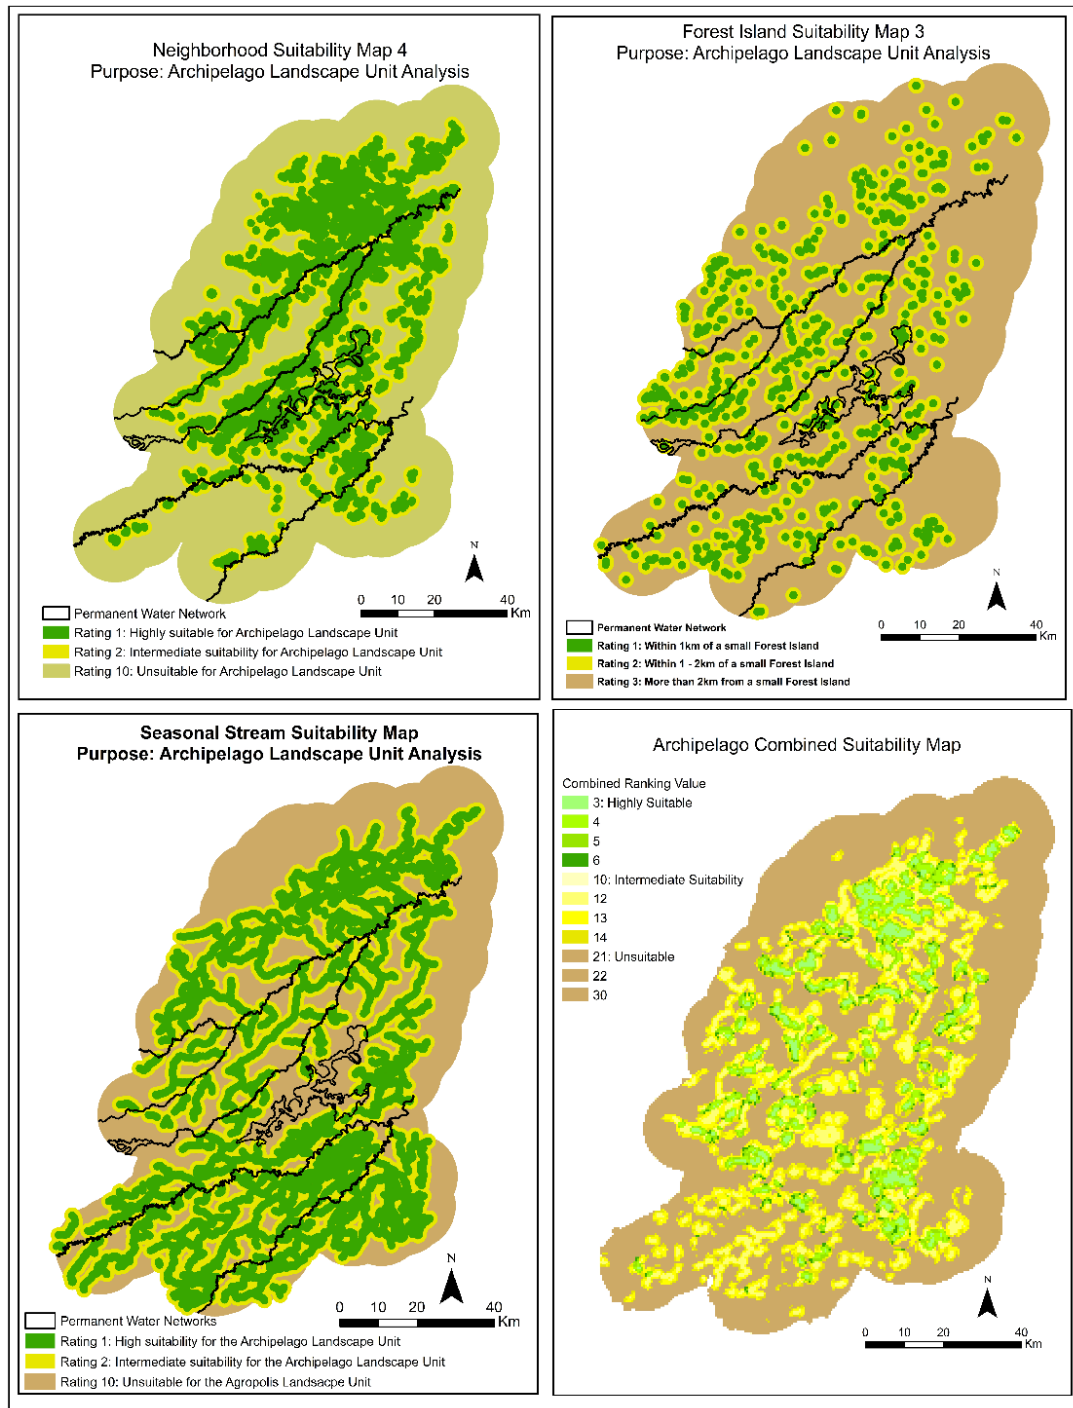 Neighborhood Suitability Map 4
Purpose: Archipelago Landscape Unit Analysis
N
0 10 20 40
Km
Permanent Water Network
Rating 1: Highly suitable for Archipelago Landscape Unit
Rating 2: Intermediate suitability for Archipelago Landscape Unit
Rating 10: Unsuitable for Archipelago Landscape Unit
Forest Island Suitability Map 3
Purpose: Archipelago Landscape Unit Analysis
N
0 10 20 40
Km
Permanent Water Network
Rating 1: Within 1km of a small Forest Island
Rating 2: Within 1 - 2km of a small Forest Island
Rating 3: More than 2km from a small Forest Island
Seasonal Stream Suitability Map
Purpose: Archipelago Landscape Unit Analysis
N
0 10 20 40
Km
Permanent Water Networks
Rating 1: High suitability for the Archipelago Landscape Unit
Rating 2: Intermediate suitability for the Archipelago Landscape Unit
Rating 10: Unsuitable for the Agropolis Landsacpe Unit
Archipelago Combined Suitability Map
Combined Ranking Value
3: Highly Suitable
4
5
6
10: Intermediate Suitability
12
13
14
21: Unsuitable
22
30
N
0 10 20 40
Km